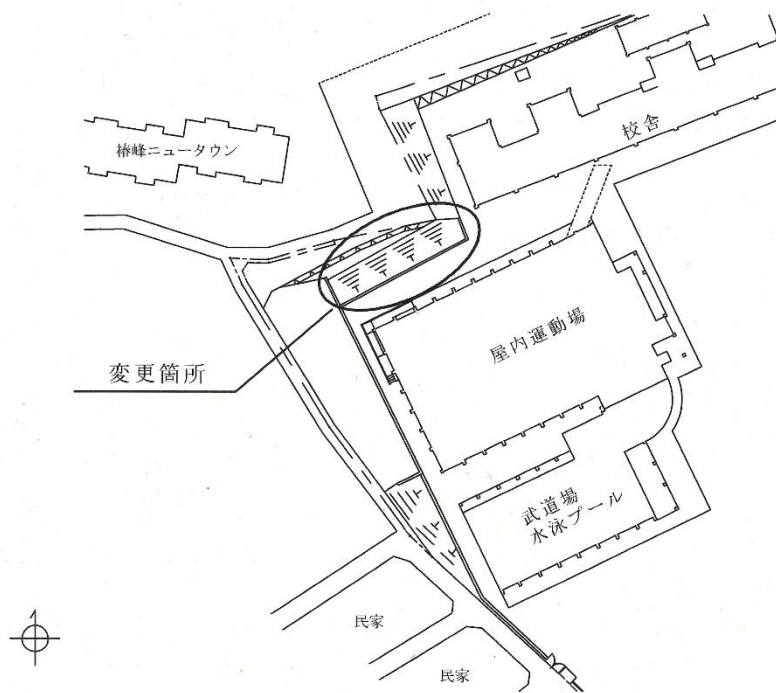 椿峰ニュータウン
校舎
屋内運動場
変更箇所
武道場
水泳プール
民家
民家